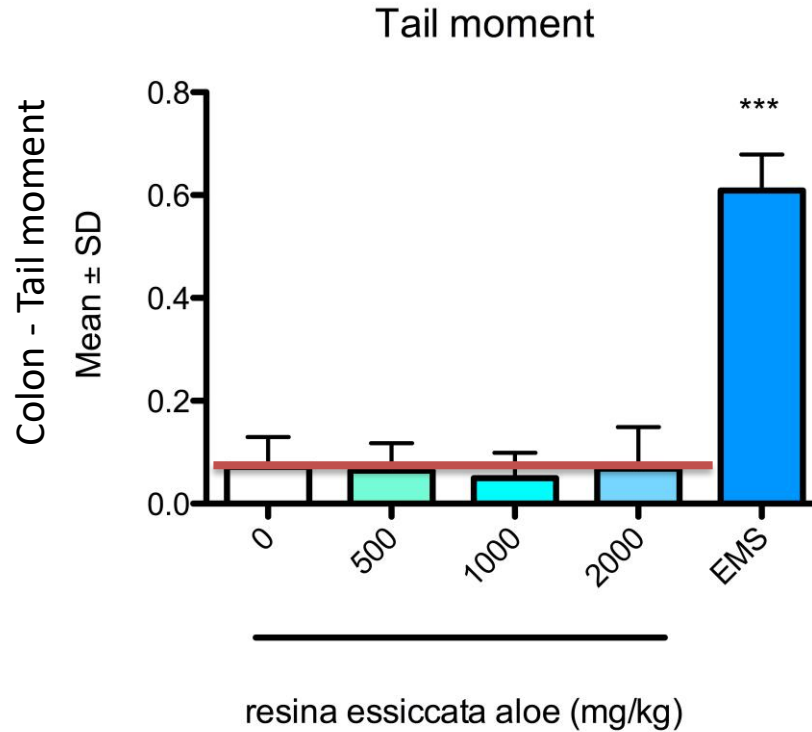 Tail moment
Colon - Tail moment
Mean ± SD
0.8
0.6
0.4
0.2
0.0
***
0
500
1000
2000
EMS
resina essiccata aloe (mg/kg)